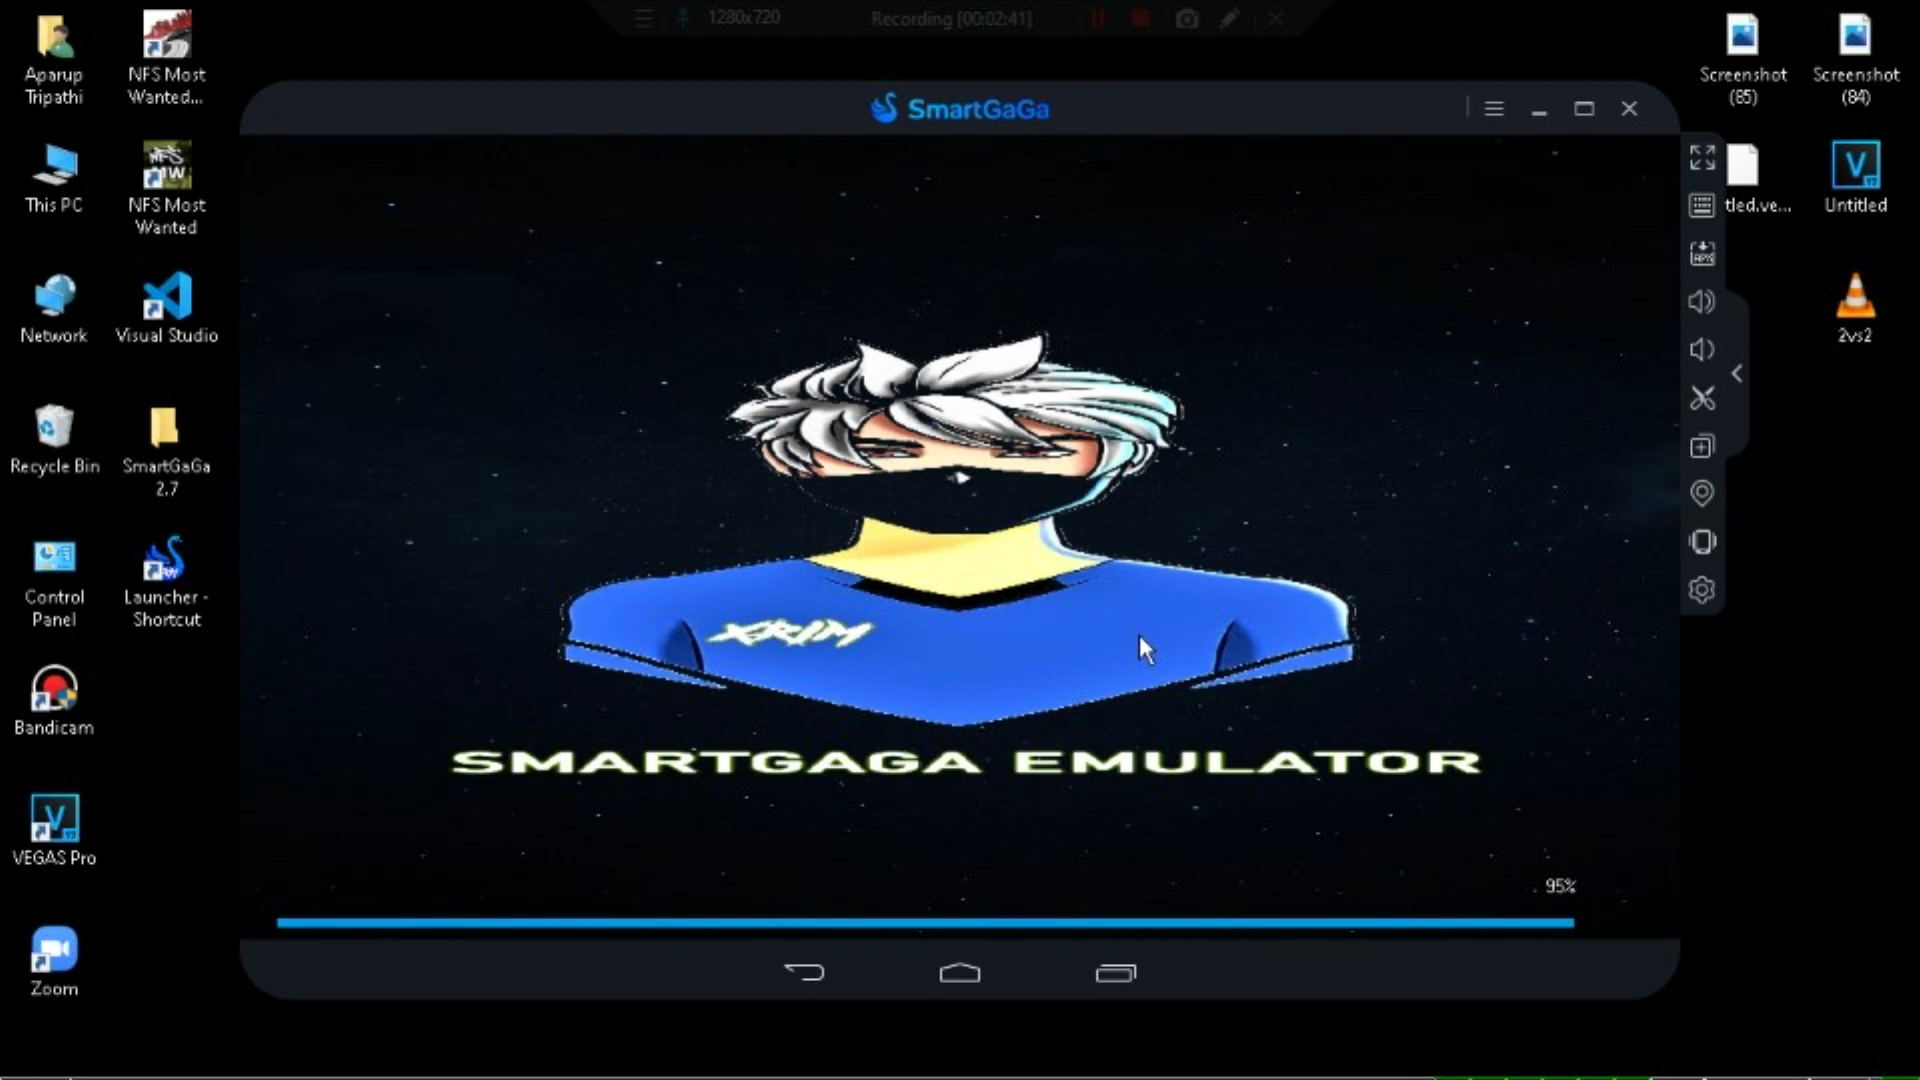 1280x720
Recording [00:02:41]
Aparup
Tripathi
NFS Most
Wanted...
Screenshot
(85)
Screenshot
(84)
SmartGaGa
This PC
NFS Most
Wanted
tled.ve...
Untitled
Network
Visual Studio
2vs2
Recycle Bin
SmartGaGa
2.7
Control
Panel
Launcher -
Shortcut
XRIM
Bandicam
SMARTGAGA EMULATOR
VEGAS Pro
95%
Zoom